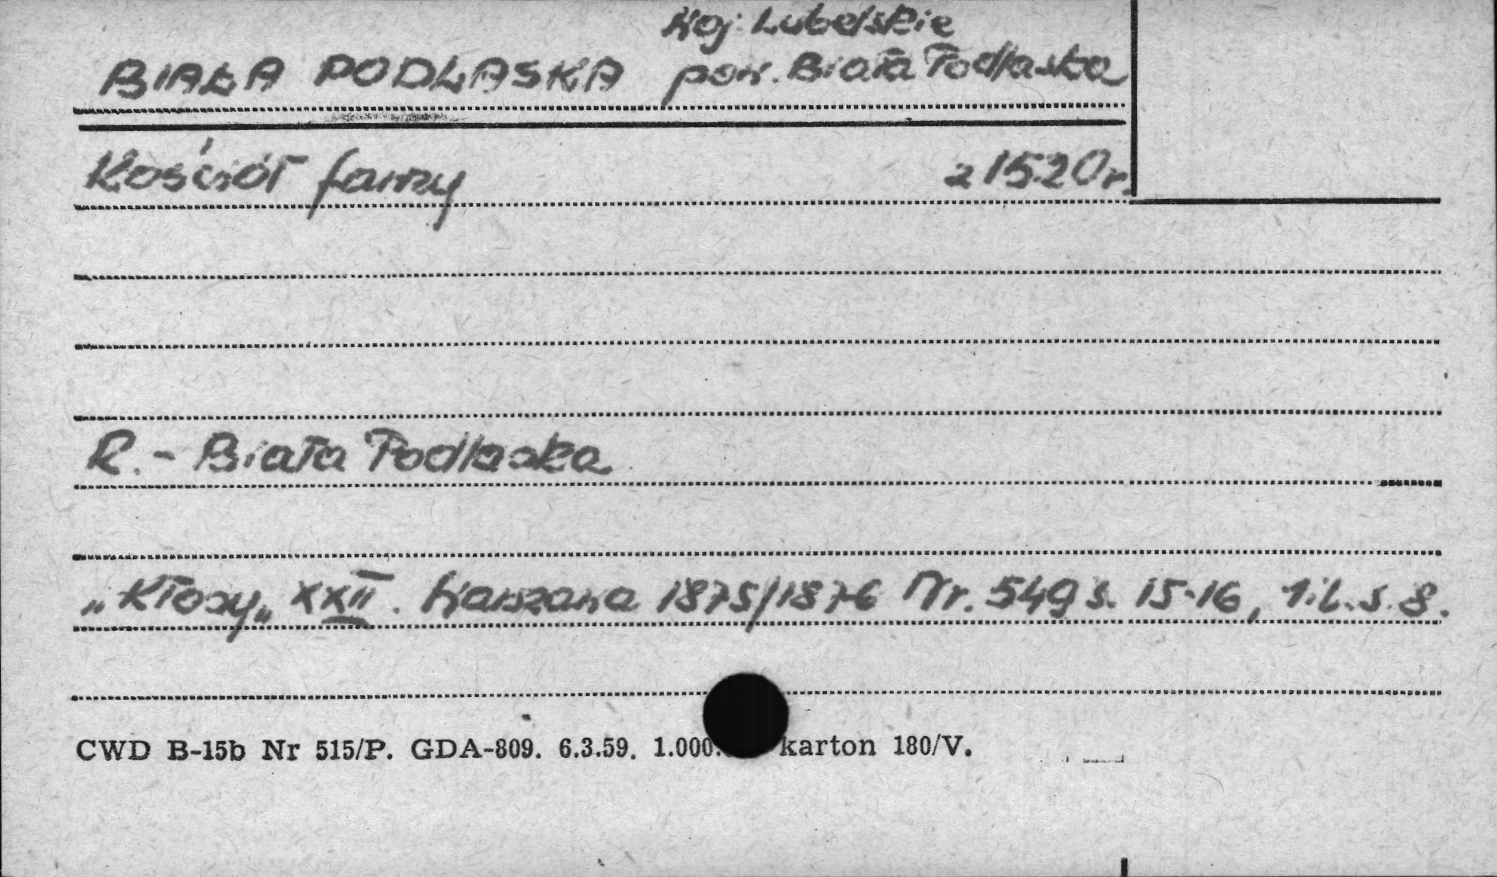 Woj: Lubelskie
BIAŁA PODLASKA pow. Biała Podlaska
Kościół farny z 1520 r.
R. - Biała Podlaska
„Kłosy„ XXII. Warszawa 1875/1876 Nr. 549 s. 15-16, 1 il. s. 8.
CWD B-15b Nr 515/P. GDA-809. 6.3.59. 1.000. karton 180/V.